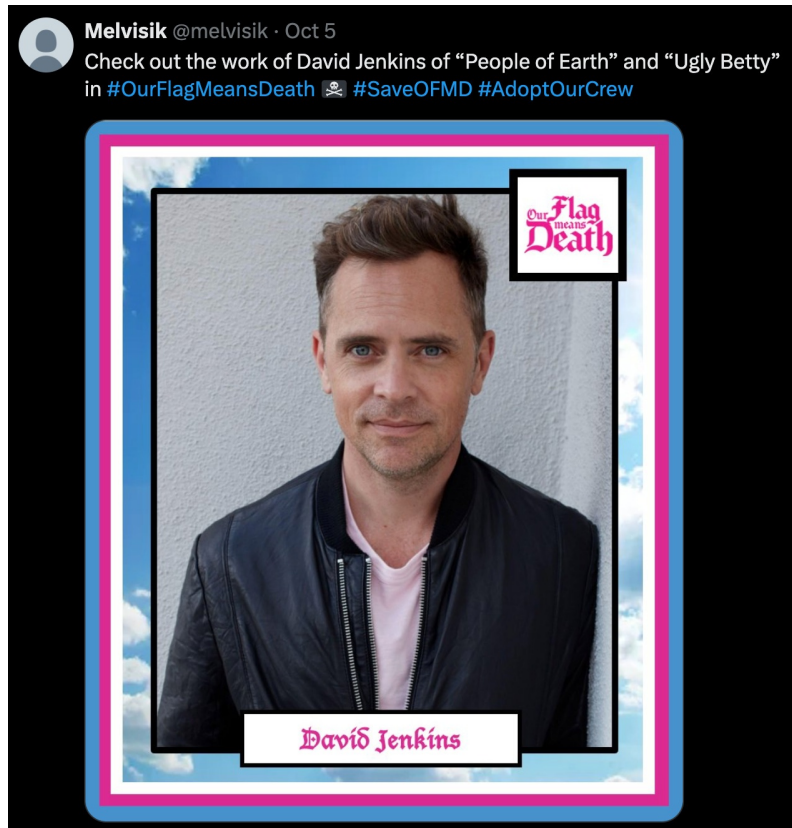 Melvisik @melvisik · Oct 5
Check out the work of David Jenkins of “People of Earth” and “Ugly Betty”
in #OurFlagMeansDeath ☠️ #SaveOFMD #AdoptOurCrew
Our Flag
means
Death
David Jenkins